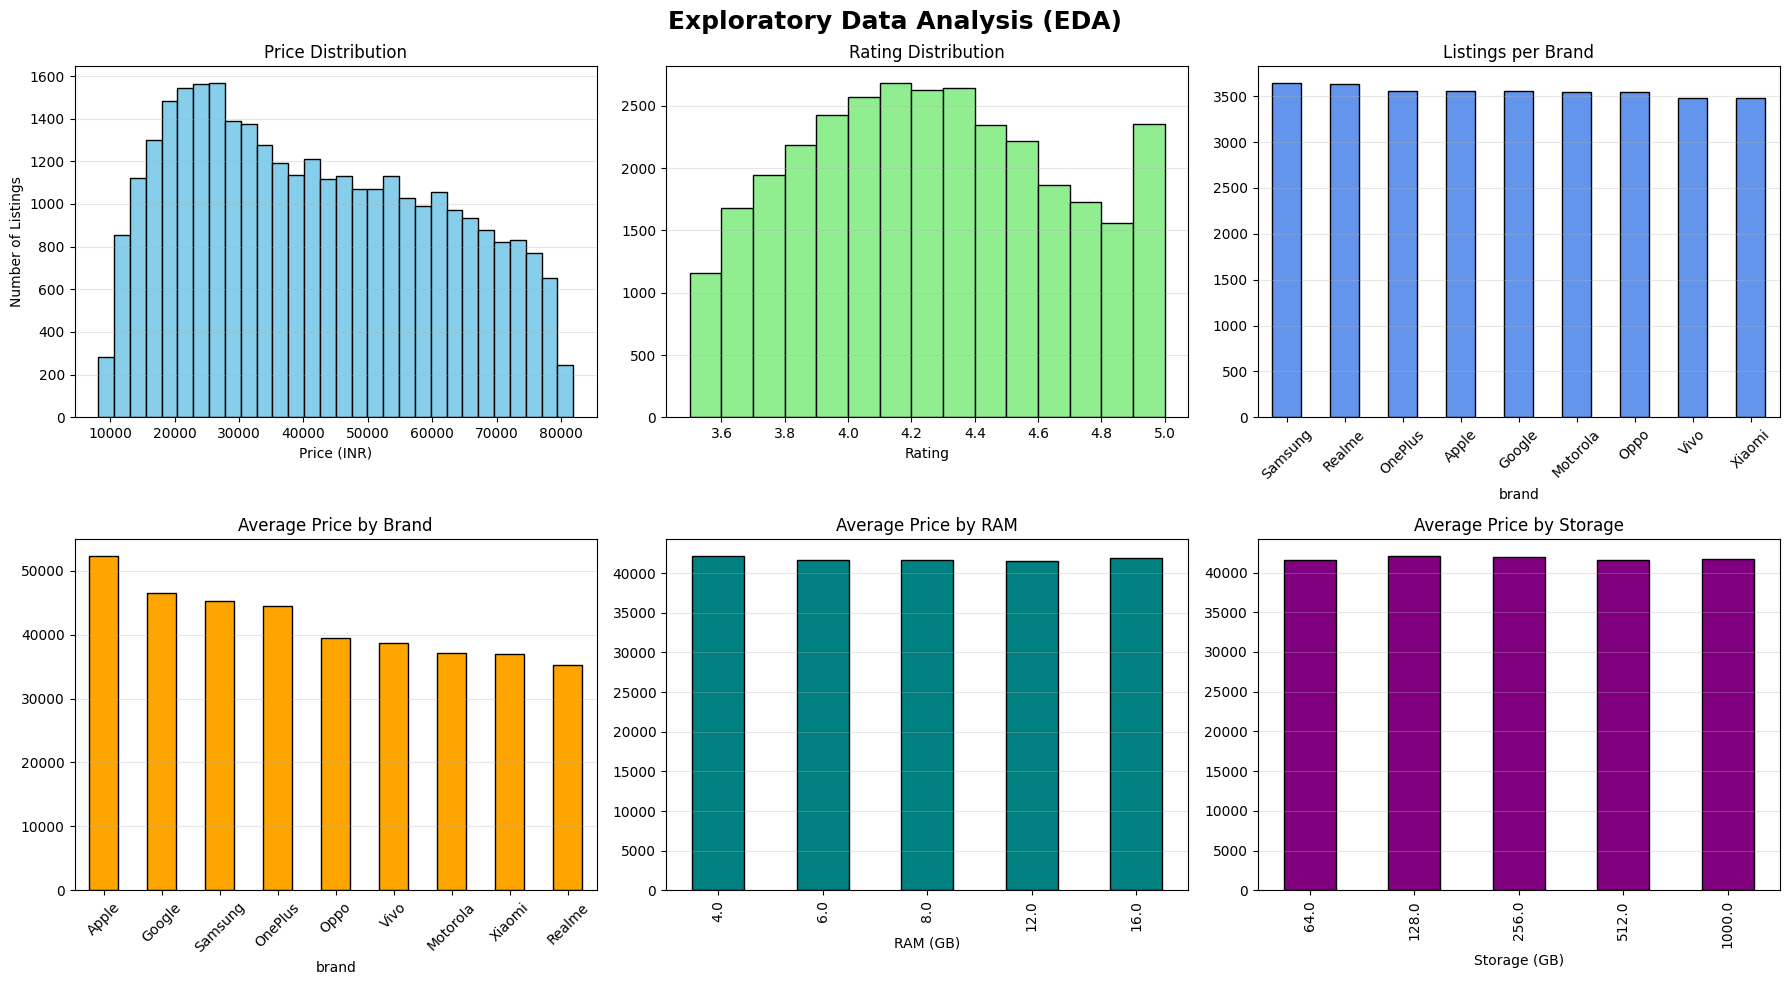 Exploratory Data Analysis (EDA)
Price Distribution
Number of Listings
1600
1400
1200
1000
800
600
400
200
0
10000 20000 30000 40000 50000 60000 70000 80000
Price (INR)
Rating Distribution
2500
2000
1500
1000
500
0
3.6 3.8 4.0 4.2 4.4 4.6 4.8 5.0
Rating
Listings per Brand
3500
3000
2500
2000
1500
1000
500
0
Samsung Realme OnePlus Apple Google Motorola Oppo Vivo Xiaomi
brand
Average Price by Brand
50000
40000
30000
20000
10000
0
Apple Google Samsung OnePlus Oppo Vivo Motorola Xiaomi Realme
brand
Average Price by RAM
40000
35000
30000
25000
20000
15000
10000
5000
0
4.0 6.0 8.0 12.0 16.0
RAM (GB)
Average Price by Storage
40000
35000
30000
25000
20000
15000
10000
5000
0
64.0 128.0 256.0 512.0 1000.0
Storage (GB)